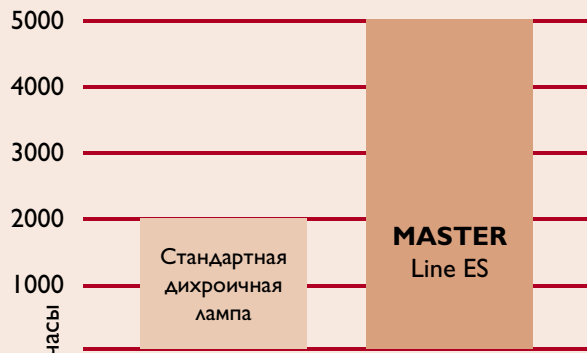 5000
4000
3000
2000
1000
часы
Стандартная
дихроичная
лампа
MASTER
Line ES